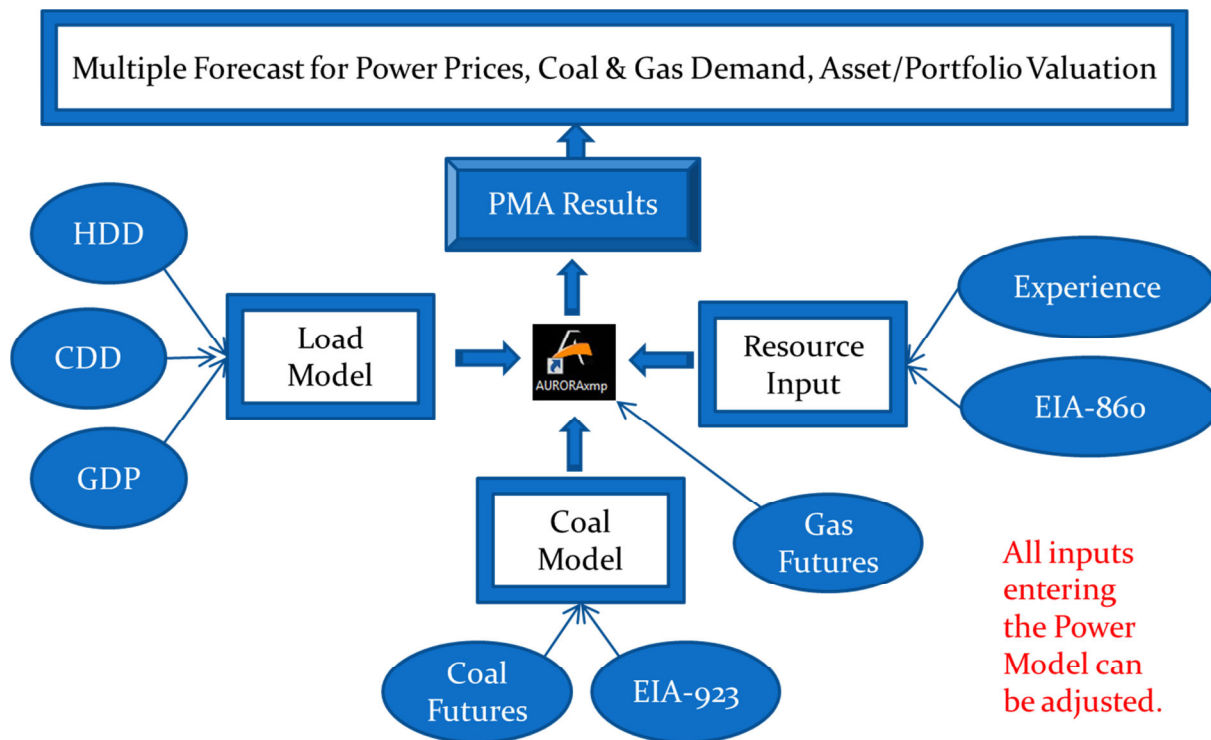 Multiple Forecast for Power Prices, Coal & Gas Demand, Asset/Portfolio Valuation
PMA Results
HDD
CDD
GDP
Load
Model
AURORAxmp
Resource
Input
Experience
EIA-860
Coal
Model
Gas
Futures
Coal
Futures
EIA-923
All inputs
entering
the Power
Model can
be adjusted.